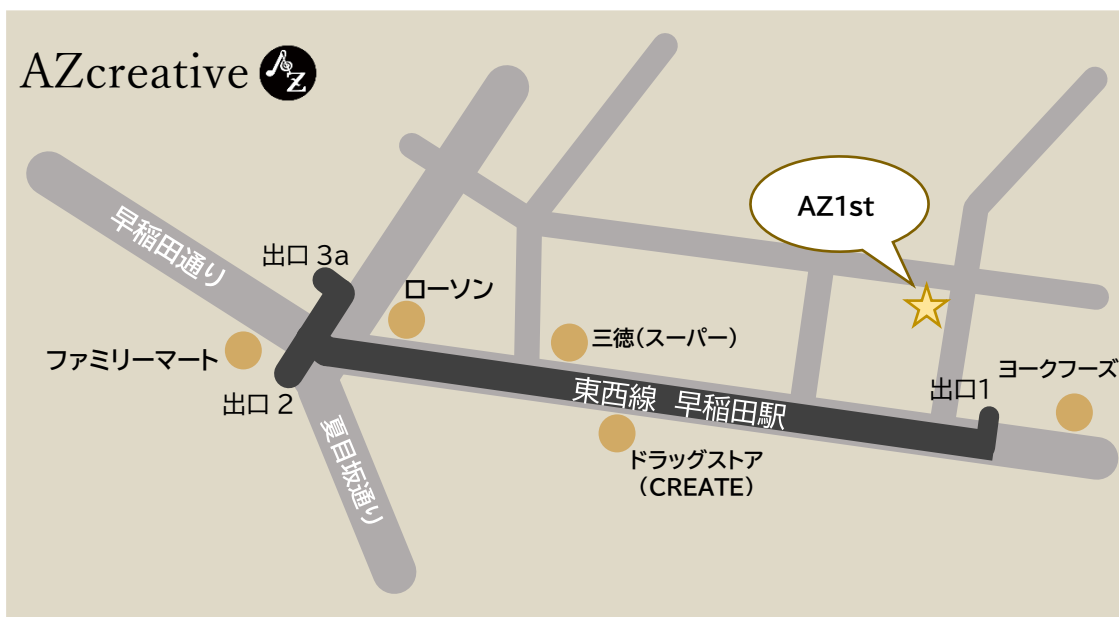 AZcreative
AZ
早稲田通り
出口 3a
ローソン
AZ1st
ファミリーマート
出口 2
三徳(スーパー)
東西線 早稲田駅
ヨークフーズ
出口1
夏目坂通り
ドラッグストア
(CREATE)